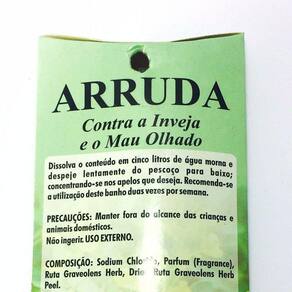 ARRUDA
Contra a Inveja
e o Mau Olhado
Dissolva o conteúdo em cinco litros de água morna e
despeje lentamente do pescoço para baixo;
concentrando-se nos apelos que deseja. Recomenda-se
a utilização deste banho duas vezes por semana.
PRECAUÇÕES: Manter fora do alcance das crianças e
animais domésticos.
Não ingerir. USO EXTERNO.
COMPOSIÇÃO: Sodium Chloride, Parfum (Fragrance),
Ruta Graveolens Herb, Dried Ruta Graveolens Herb
Peel.